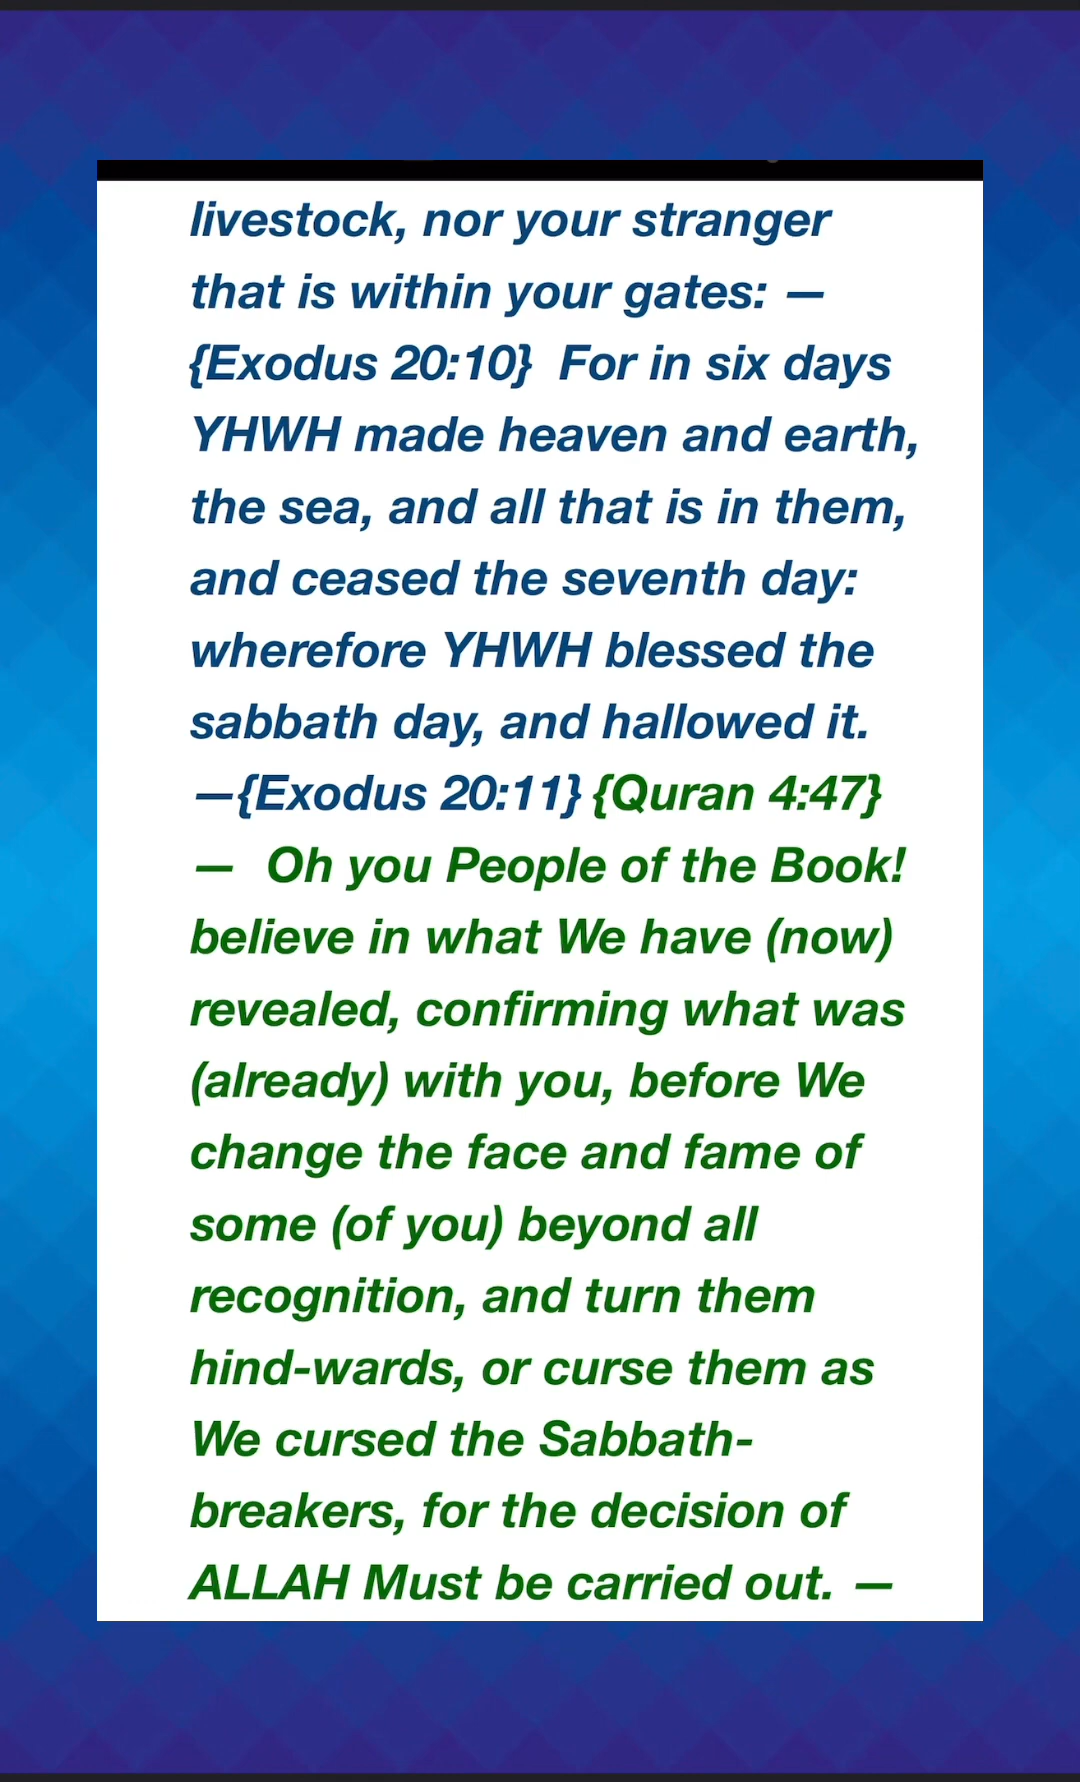 livestock, nor your stranger
that is within your gates: —
{Exodus 20:10}  For in six days
YHWH made heaven and earth,
the sea, and all that is in them,
and ceased the seventh day:
wherefore YHWH blessed the
sabbath day, and hallowed it.
—{Exodus 20:11} {Quran 4:47}
—  Oh you People of the Book!
believe in what We have (now)
revealed, confirming what was
(already) with you, before We
change the face and fame of
some (of you) beyond all
recognition, and turn them
hind-wards, or curse them as
We cursed the Sabbath-
breakers, for the decision of
ALLAH Must be carried out. —